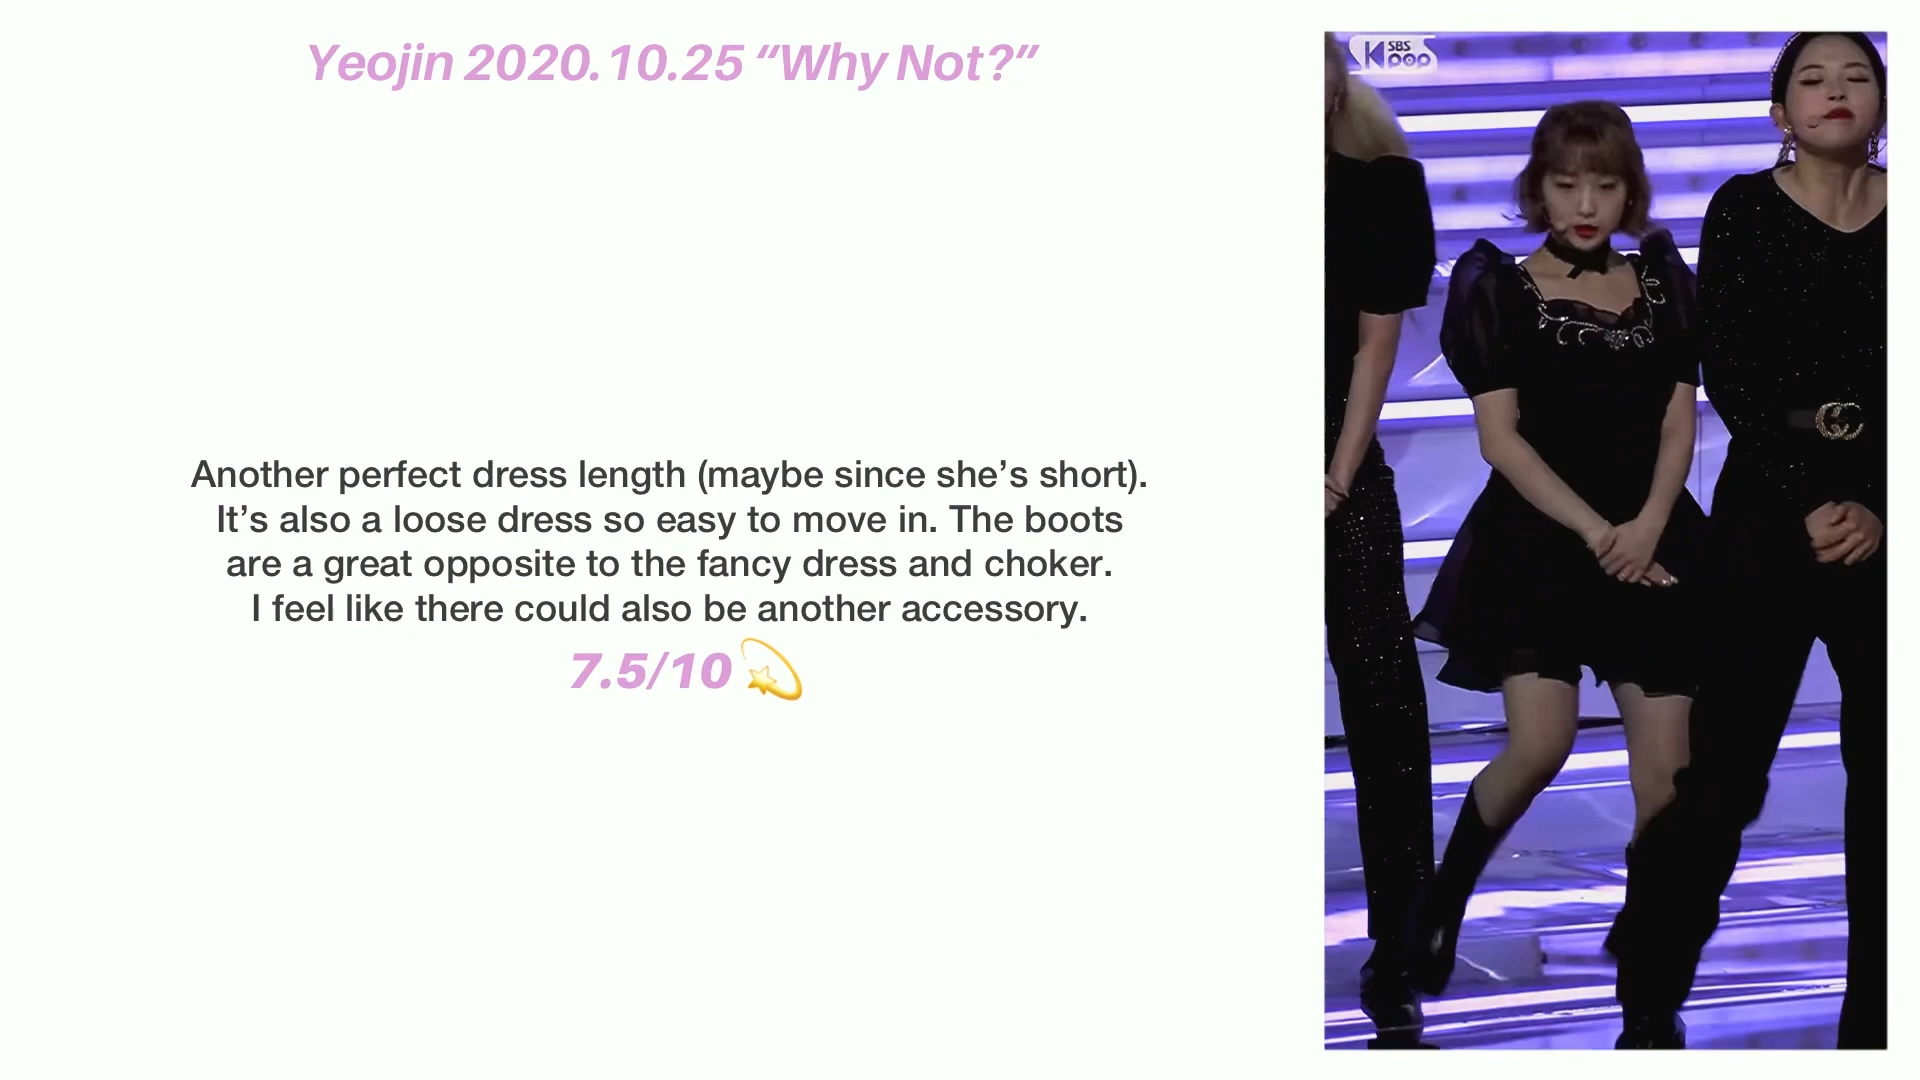 Yeojin 2020.10.25 “Why Not?”
SBS
Kpop
Another perfect dress length (maybe since she’s short).
It’s also a loose dress so easy to move in. The boots
are a great opposite to the fancy dress and choker.
I feel like there could also be another accessory.
7.5/10